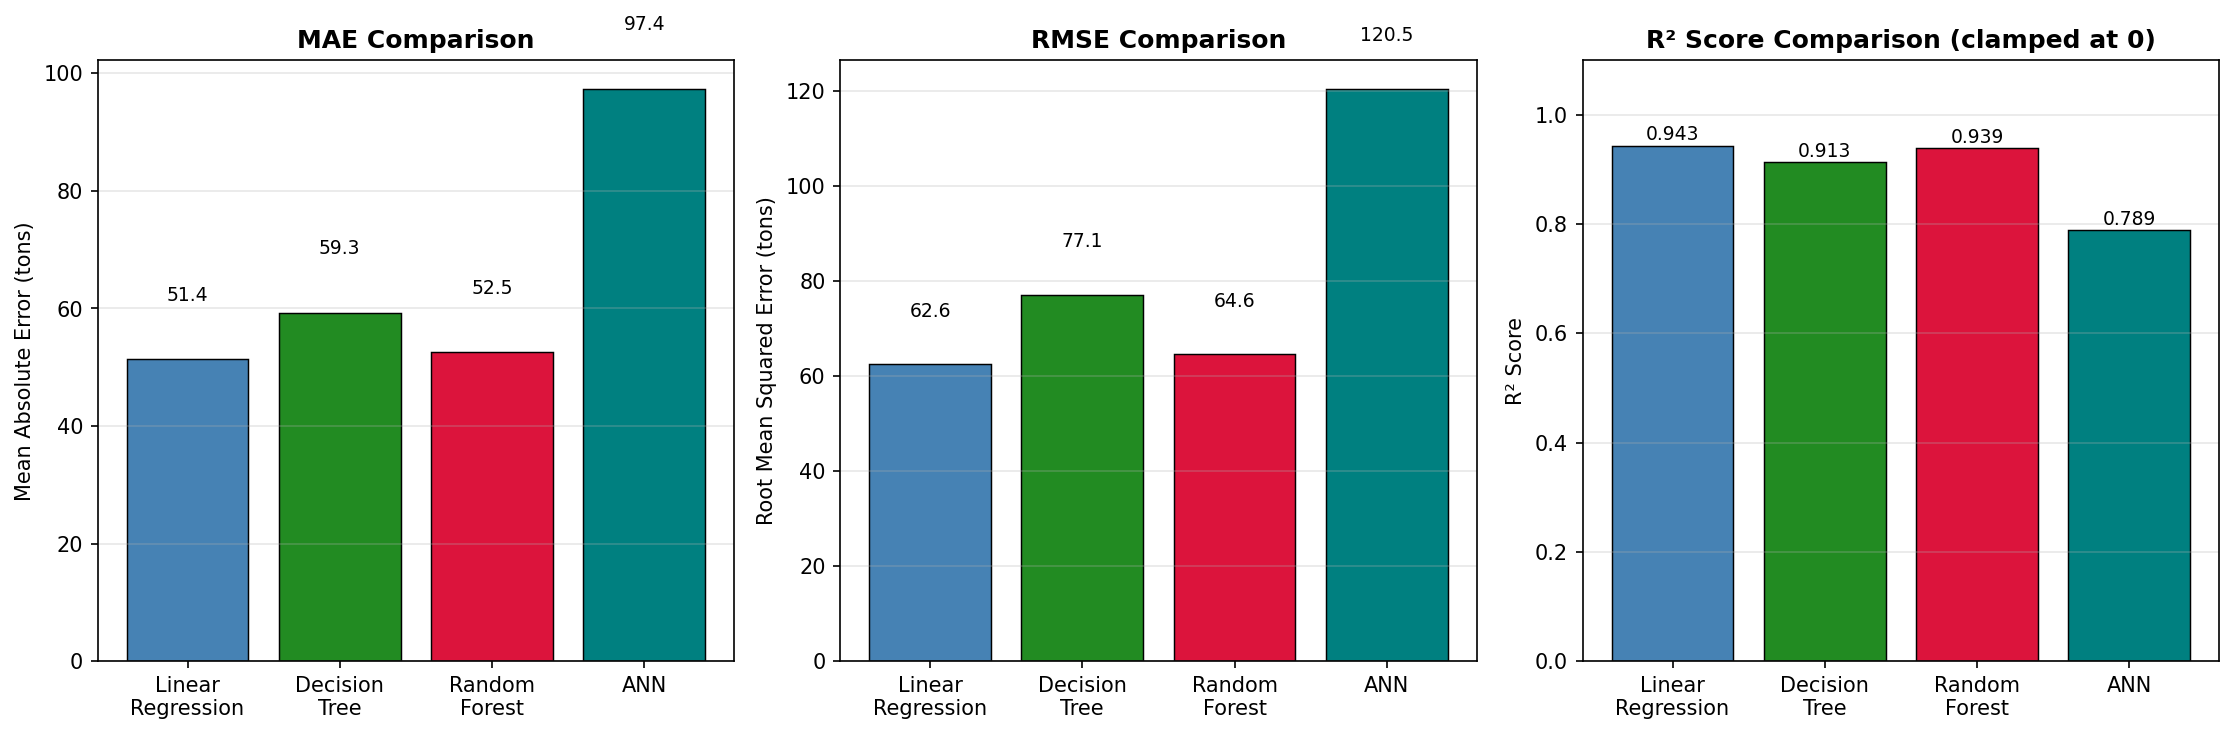 MAE Comparison
Mean Absolute Error (tons)
100
80
60
40
20
0
51.4
59.3
52.5
97.4
Linear
Regression
Decision
Tree
Random
Forest
ANN
RMSE Comparison
Root Mean Squared Error (tons)
120
100
80
60
40
20
0
62.6
77.1
64.6
120.5
Linear
Regression
Decision
Tree
Random
Forest
ANN
R² Score Comparison (clamped at 0)
R² Score
1.0
0.8
0.6
0.4
0.2
0.0
0.943
0.913
0.939
0.789
Linear
Regression
Decision
Tree
Random
Forest
ANN